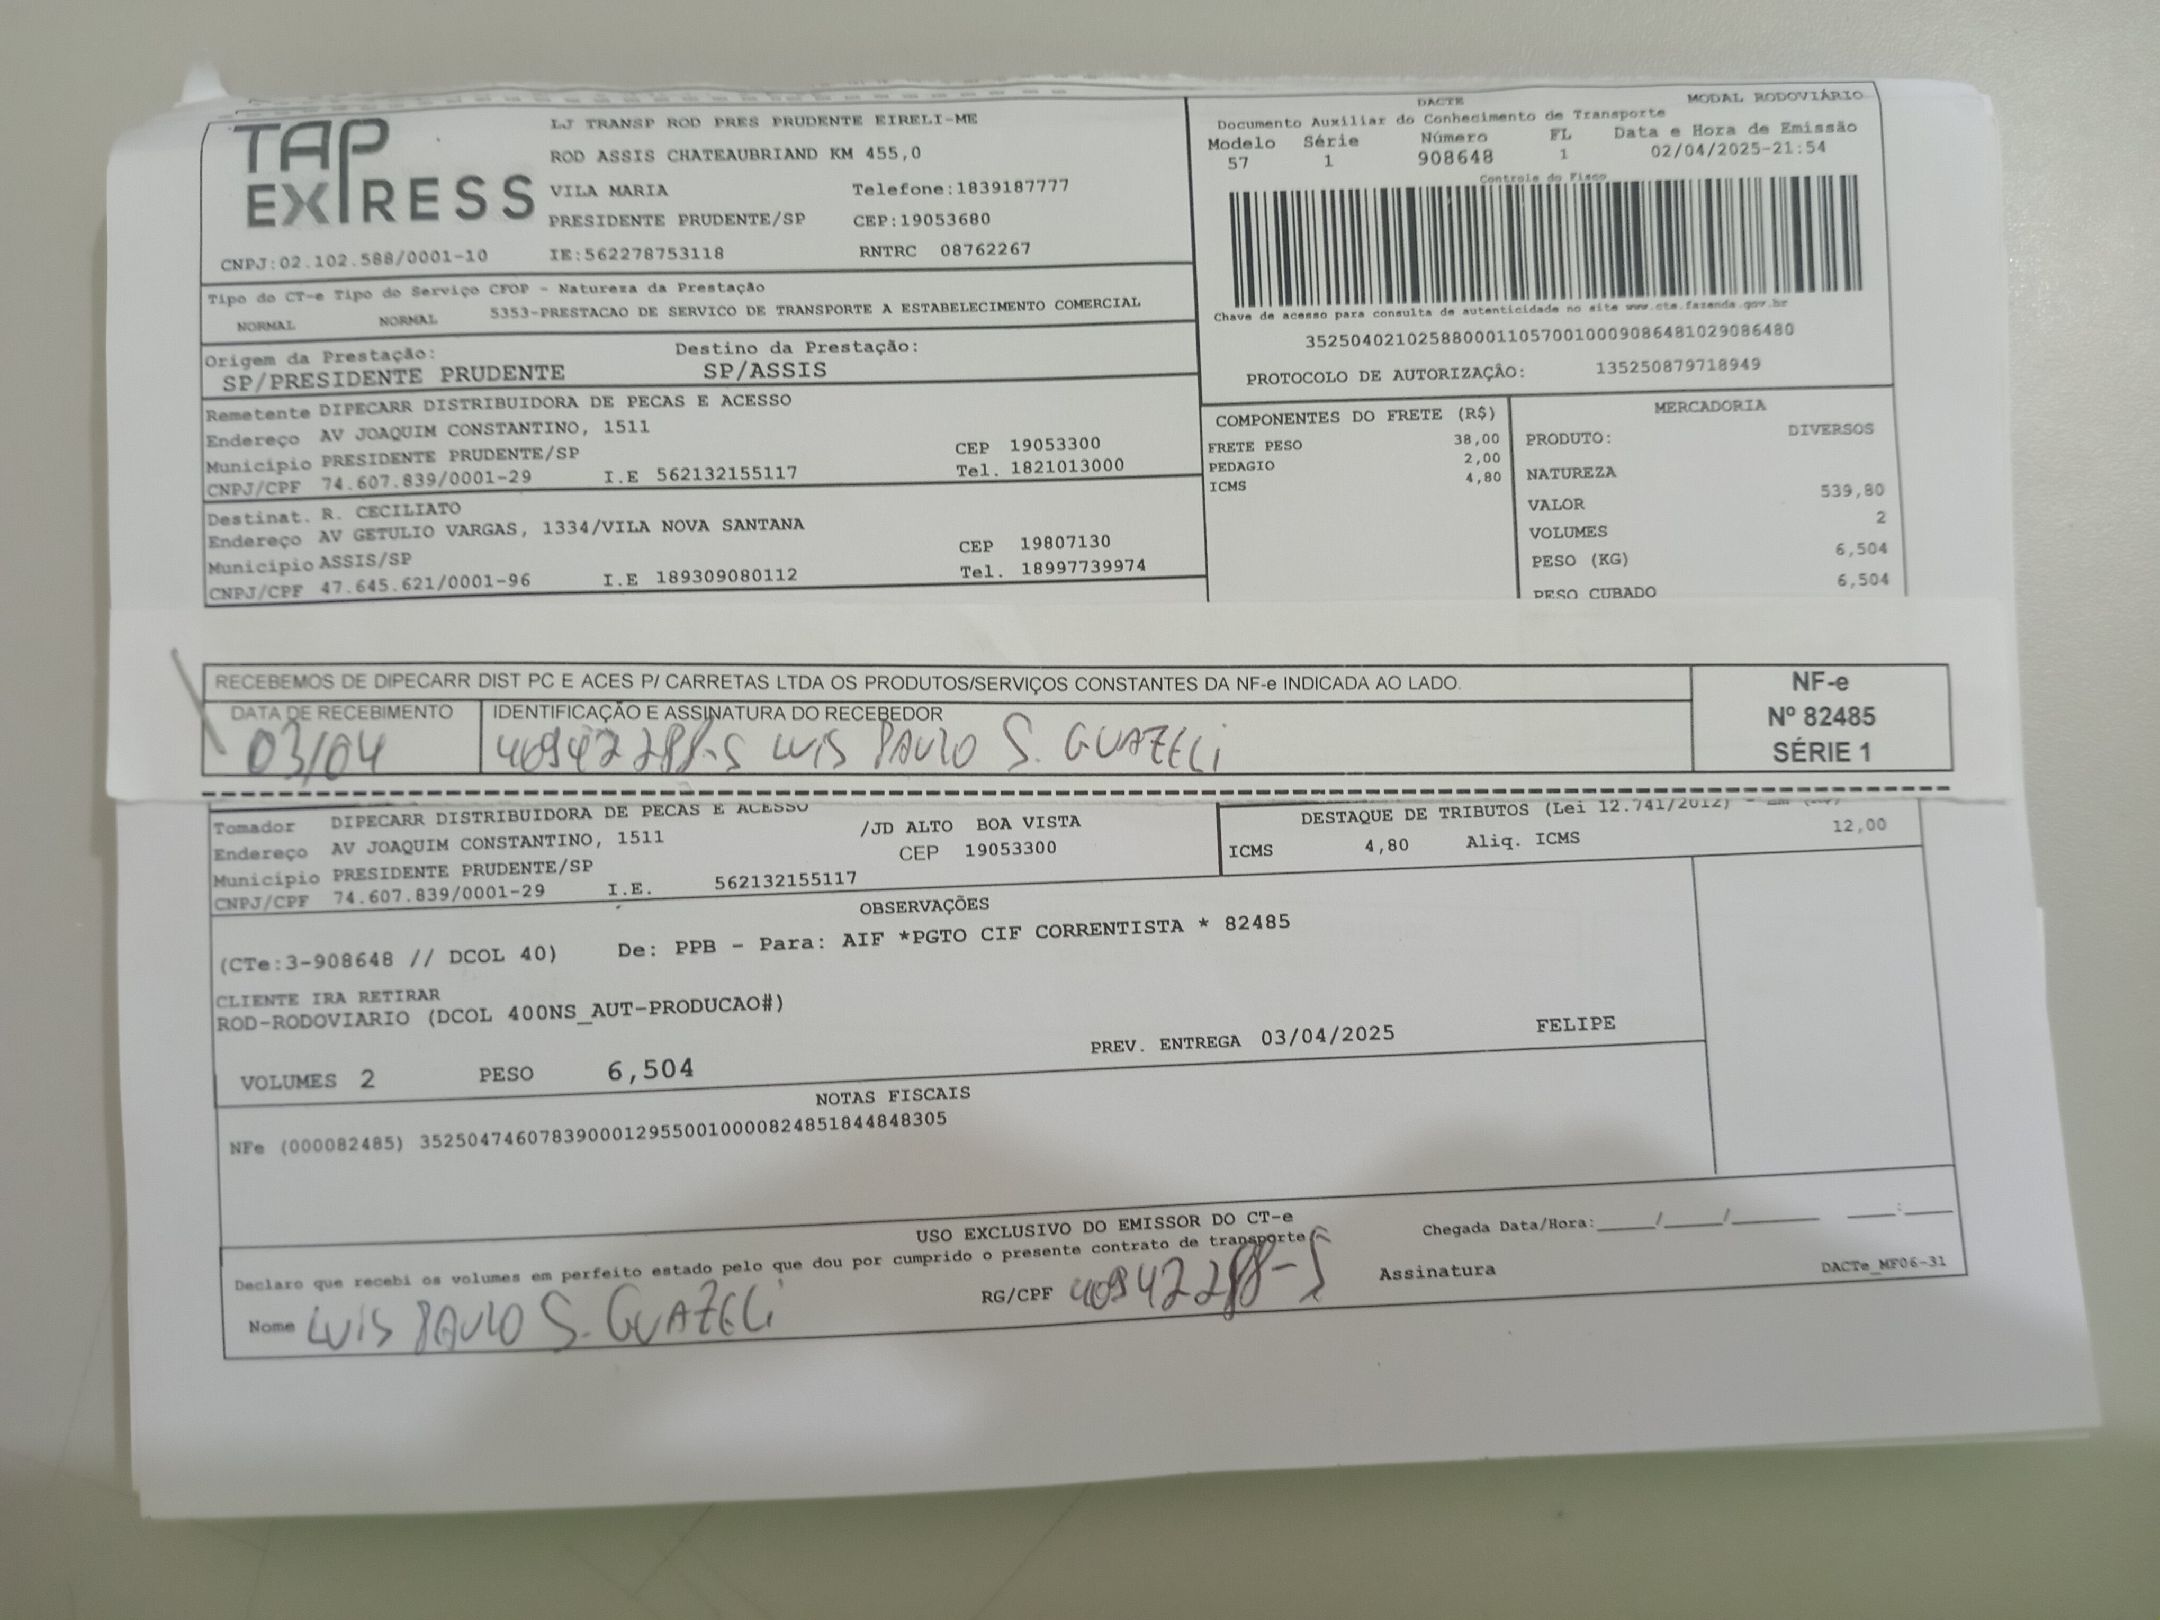 TAP EXPRESS
LJ TRANSP ROD PRES PRUDENTE EIRELI-ME
ROD ASSIS CHATEAUBRIAND KM 455,0
VILA MARIA Telefone:1839187777
PRESIDENTE PRUDENTE/SP CEP:19053680
CNPJ:02.102.588/0001-10 IE:562278753118 RNTRC 08762267
DACTE MODAL RODOVIÁRIO
Documento Auxiliar do Conhecimento de Transporte
Modelo Série Número FL Data e Hora de Emissão
57 1 908648 1 02/04/2025-21:54
Controle do Fisco
Chave de acesso para consulta de autenticidade no site www.cte.fazenda.gov.br
35250402102588000110570010009086481029086480
PROTOCOLO DE AUTORIZAÇÃO: 135250879718949
Tipo do CT-e Tipo do Serviço CFOP - Natureza da Prestação
NORMAL NORMAL 5353-PRESTACAO DE SERVICO DE TRANSPORTE A ESTABELECIMENTO COMERCIAL
Origem da Prestação: Destino da Prestação:
SP/PRESIDENTE PRUDENTE SP/ASSIS
Remetente DIPECARR DISTRIBUIDORA DE PECAS E ACESSO
Endereço AV JOAQUIM CONSTANTINO, 1511
Município PRESIDENTE PRUDENTE/SP CEP 19053300
CNPJ/CPF 74.607.839/0001-29 I.E 562132155117 Tel. 1821013000
Destinat. R. CECILIATO
Endereço AV GETULIO VARGAS, 1334/VILA NOVA SANTANA
Município ASSIS/SP CEP 19807130
CNPJ/CPF 47.645.621/0001-96 I.E 189309080112 Tel. 18997739974
COMPONENTES DO FRETE (R$)
FRETE PESO 38,00
PEDAGIO 2,00
ICMS 4,80
MERCADORIA
PRODUTO: DIVERSOS
NATUREZA
VALOR 539,80
VOLUMES 2
PESO (KG) 6,504
PESO CUBADO 6,504
RECEBEMOS DE DIPECARR DIST PC E ACES P/ CARRETAS LTDA OS PRODUTOS/SERVIÇOS CONSTANTES DA NF-e INDICADA AO LADO.
DATA DE RECEBIMENTO IDENTIFICAÇÃO E ASSINATURA DO RECEBEDOR
03/04 40942288-5 LUIS PAULO S. GUAZELI
NF-e
Nº 82485
SÉRIE 1
Tomador DIPECARR DISTRIBUIDORA DE PECAS E ACESSO
Endereço AV JOAQUIM CONSTANTINO, 1511 /JD ALTO BOA VISTA
Município PRESIDENTE PRUDENTE/SP CEP 19053300
CNPJ/CPF 74.607.839/0001-29 I.E. 562132155117
DESTAQUE DE TRIBUTOS (Lei 12.741/2012) -
ICMS 4,80 Aliq. ICMS 12,00
OBSERVAÇÕES
(CTe:3-908648 // DCOL 40) De: PPB - Para: AIF *PGTO CIF CORRENTISTA * 82485
CLIENTE IRA RETIRAR
ROD-RODOVIARIO (DCOL 400NS_AUT-PRODUCAO#)
PREV. ENTREGA 03/04/2025 FELIPE
VOLUMES 2 PESO 6,504
NOTAS FISCAIS
NFe (000082485) 35250474607839000129550010000824851844848305
USO EXCLUSIVO DO EMISSOR DO CT-e
Declaro que recebi os volumes em perfeito estado pelo que dou por cumprido o presente contrato de transporte
Chegada Data/Hora:____/____/______ ___:___
Nome LUIS PAULO S. GUAZELI RG/CPF 40942288-5 Assinatura
DACTe_MF06-31